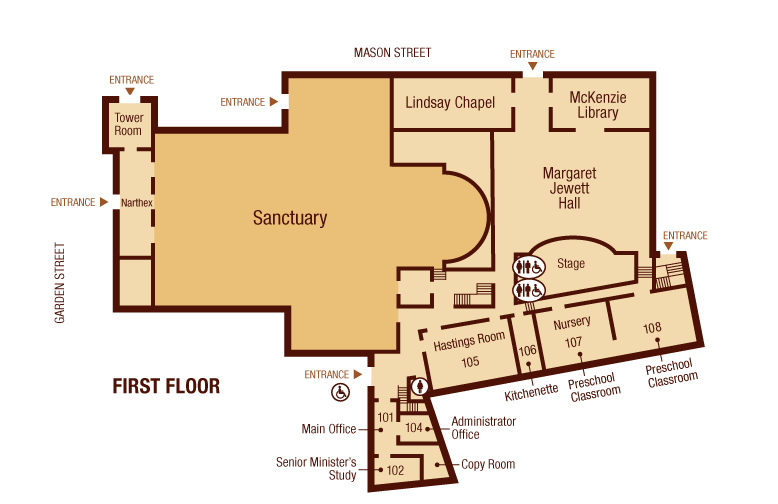 MASON STREET
ENTRANCE
ENTRANCE
ENTRANCE
Lindsay Chapel
McKenzie
Library
Tower
Room
Margaret
Jewett
Hall
ENTRANCE
Narthex
Sanctuary
ENTRANCE
GARDEN STREET
Stage
Nursery
107
108
Hastings Room
105
106
ENTRANCE
FIRST FLOOR
Kitchenette
Preschool
Classroom
Preschool
Classroom
101
Main Office
104
Administrator
Office
Senior Minister's
Study
102
Copy Room